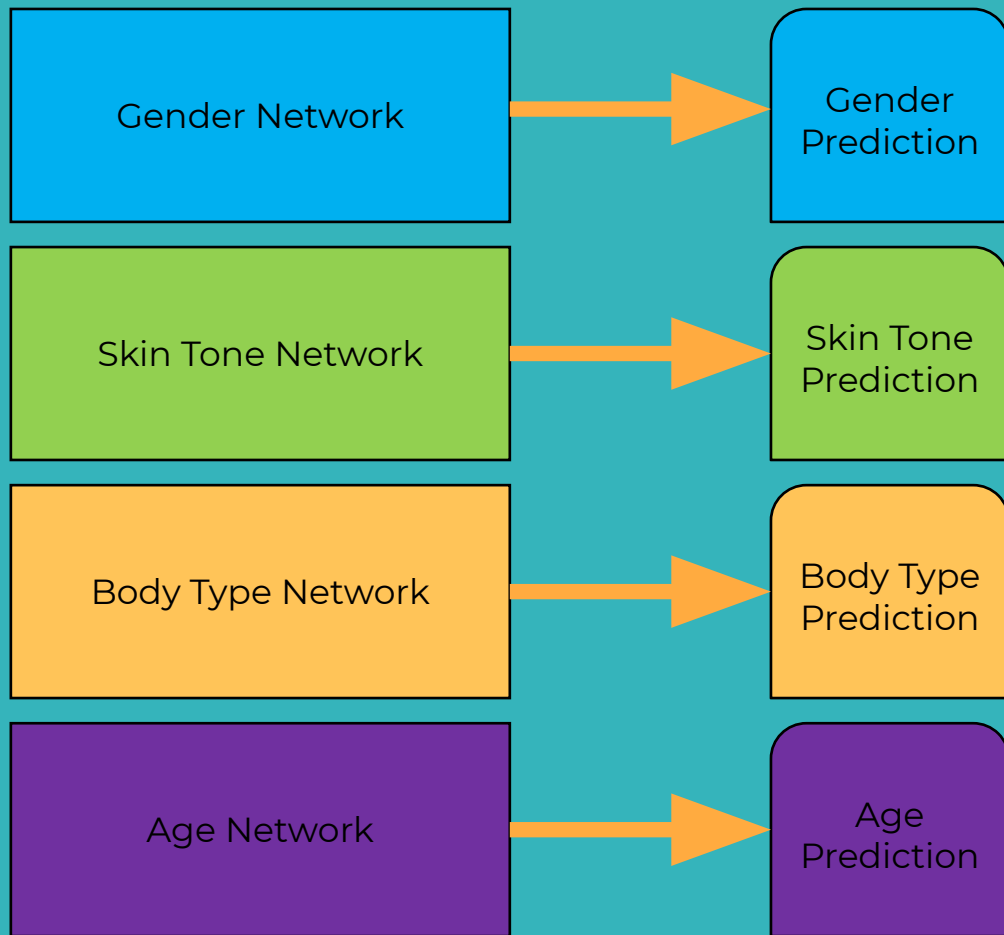 Gender Network
Gender
Prediction
Skin Tone Network
Skin Tone
Prediction
Body Type Network
Body Type
Prediction
Age Network
Age
Prediction